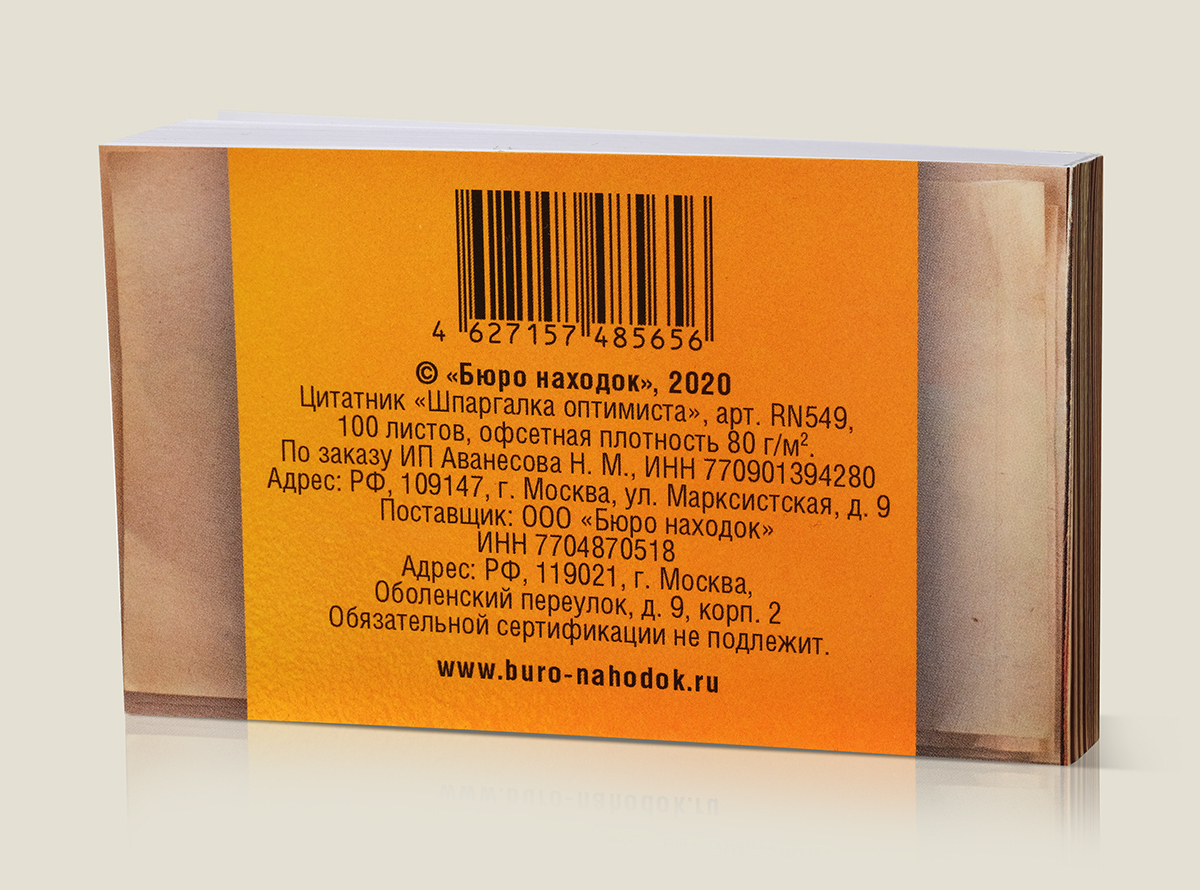 4 627157 485656
© «Бюро находок», 2020
Цитатник «Шпаргалка оптимиста», арт. RN549,
100 листов, офсетная плотность 80 г/м².
По заказу ИП Аванесова Н. М., ИНН 770901394280
Адрес: РФ, 109147, г. Москва, ул. Марксистская, д. 9
Поставщик: ООО «Бюро находок»
ИНН 7704870518
Адрес: РФ, 119021, г. Москва,
Оболенский переулок, д. 9, корп. 2
Обязательной сертификации не подлежит.
www.buro-nahodok.ru